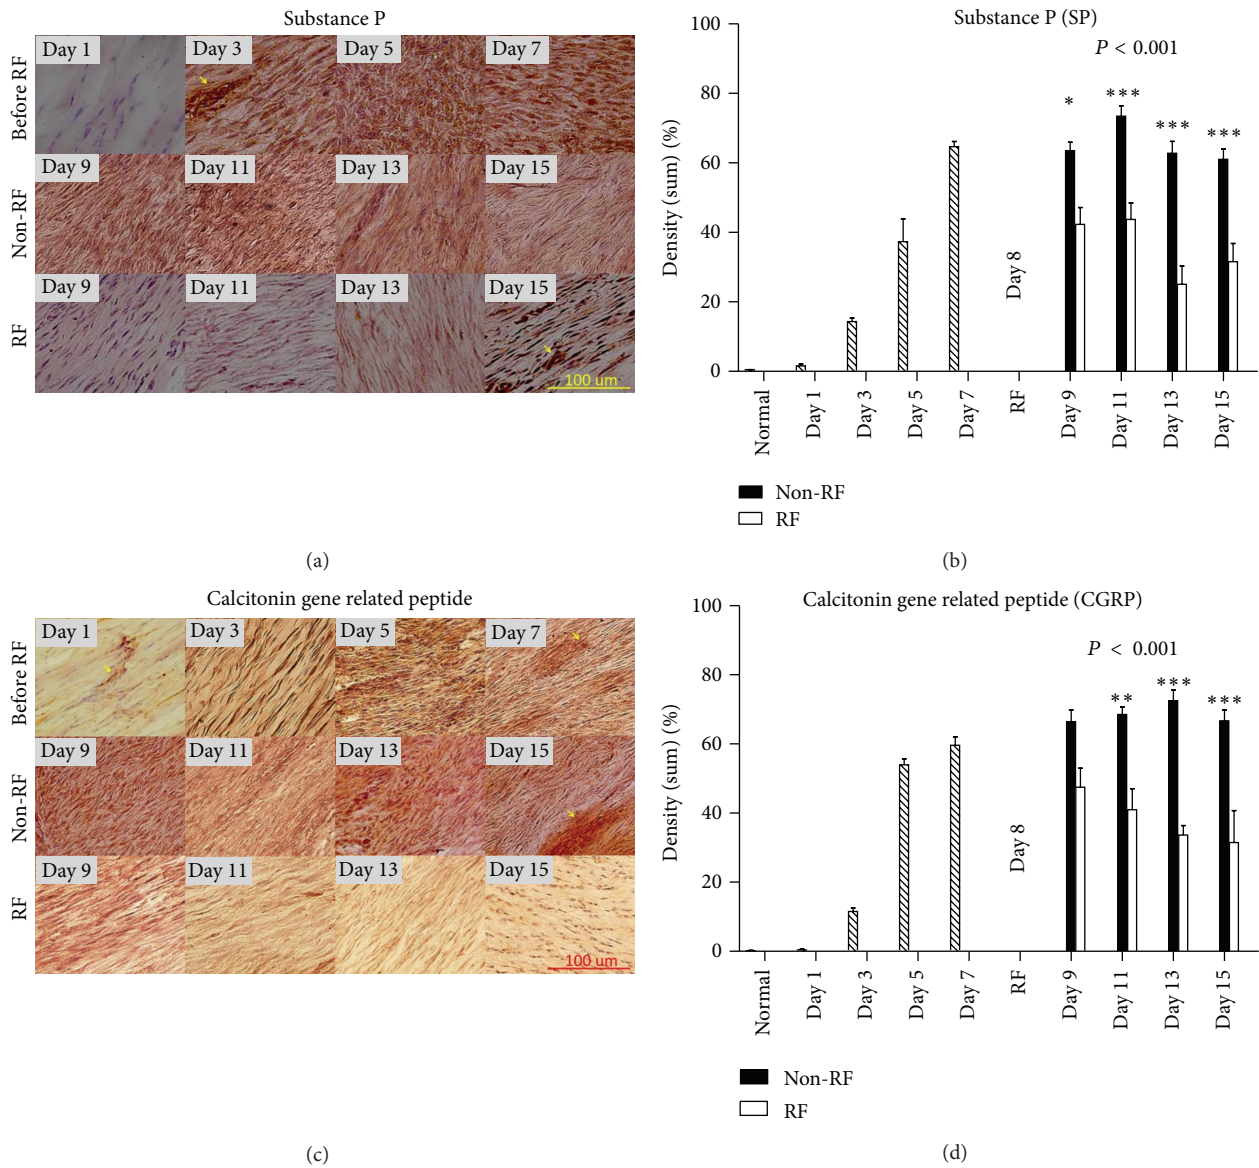 Substance P
Before RF
Day 1
Day 3
Day 5
Day 7
Non-RF
Day 9
Day 11
Day 13
Day 15
RF
Day 9
Day 11
Day 13
Day 15
100 um
(a)
Substance P (SP)
P < 0.001
Density (sum) (%)
100
80
60
40
20
0
* *** *** ***
Day 8
Normal
Day 1
Day 3
Day 5
Day 7
RF
Day 9
Day 11
Day 13
Day 15
Non-RF
RF
(b)
Calcitonin gene related peptide
Before RF
Day 1
Day 3
Day 5
Day 7
Non-RF
Day 9
Day 11
Day 13
Day 15
RF
Day 9
Day 11
Day 13
Day 15
100 um
(c)
Calcitonin gene related peptide (CGRP)
P < 0.001
Density (sum) (%)
100
80
60
40
20
0
** *** ***
Day 8
Normal
Day 1
Day 3
Day 5
Day 7
RF
Day 9
Day 11
Day 13
Day 15
Non-RF
RF
(d)